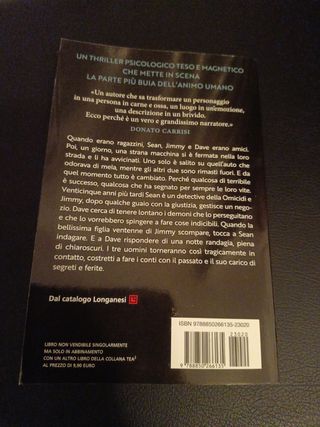 UN THRILLER PSICOLOGICO TESO E MAGNETICO
CHE METTE IN SCENA
LA PARTE PIÙ BUIA DELL'ANIMO UMANO
«Un autore che sa trasformare un personaggio
in una persona in carne e ossa, un luogo in un'emozione,
una descrizione in un brivido.
Ecco perché è un vero e grandissimo narratore.»
DONATO CARRISI
Quando erano ragazzini, Sean, Jimmy e Dave erano amici.
Poi, un giorno, una strana macchina si è fermata nella loro
strada e li ha avvicinati. Uno solo è salito su quell'auto che
odorava di mela, mentre gli altri due sono rimasti fuori. E da
quel momento tutto è cambiato. Perché qualcosa di terribile
è successo, qualcosa che ha segnato per sempre le loro vite.
Venticinque anni più tardi Sean è un detective della Omicidi e
Jimmy, dopo qualche guaio con la giustizia, gestisce un nego-
zio. Dave cerca di tenere lontano i demoni che lo perseguitano
e che lo vorrebbero spingere a fare cose indicibili. Quando la
bellissima figlia ventenne di Jimmy scompare, tocca a Sean
indagare. E a Dave rispondere di una notte randagia, piena
di chiaroscuri. I tre uomini torneranno così tragicamente in
contatto, costretti a fare i conti con il passato e il suo carico di
segreti e ferite.
Dal catalogo Longanesi
LIBRO NON VENDIBILE SINGOLARMENTE
MA SOLO IN ABBINAMENTO
CON UN ALTRO LIBRO DELLA COLLANA TEA
AL PREZZO DI 9,90 EURO
ISBN 9788850266135-23020
23020
9 788850 266135